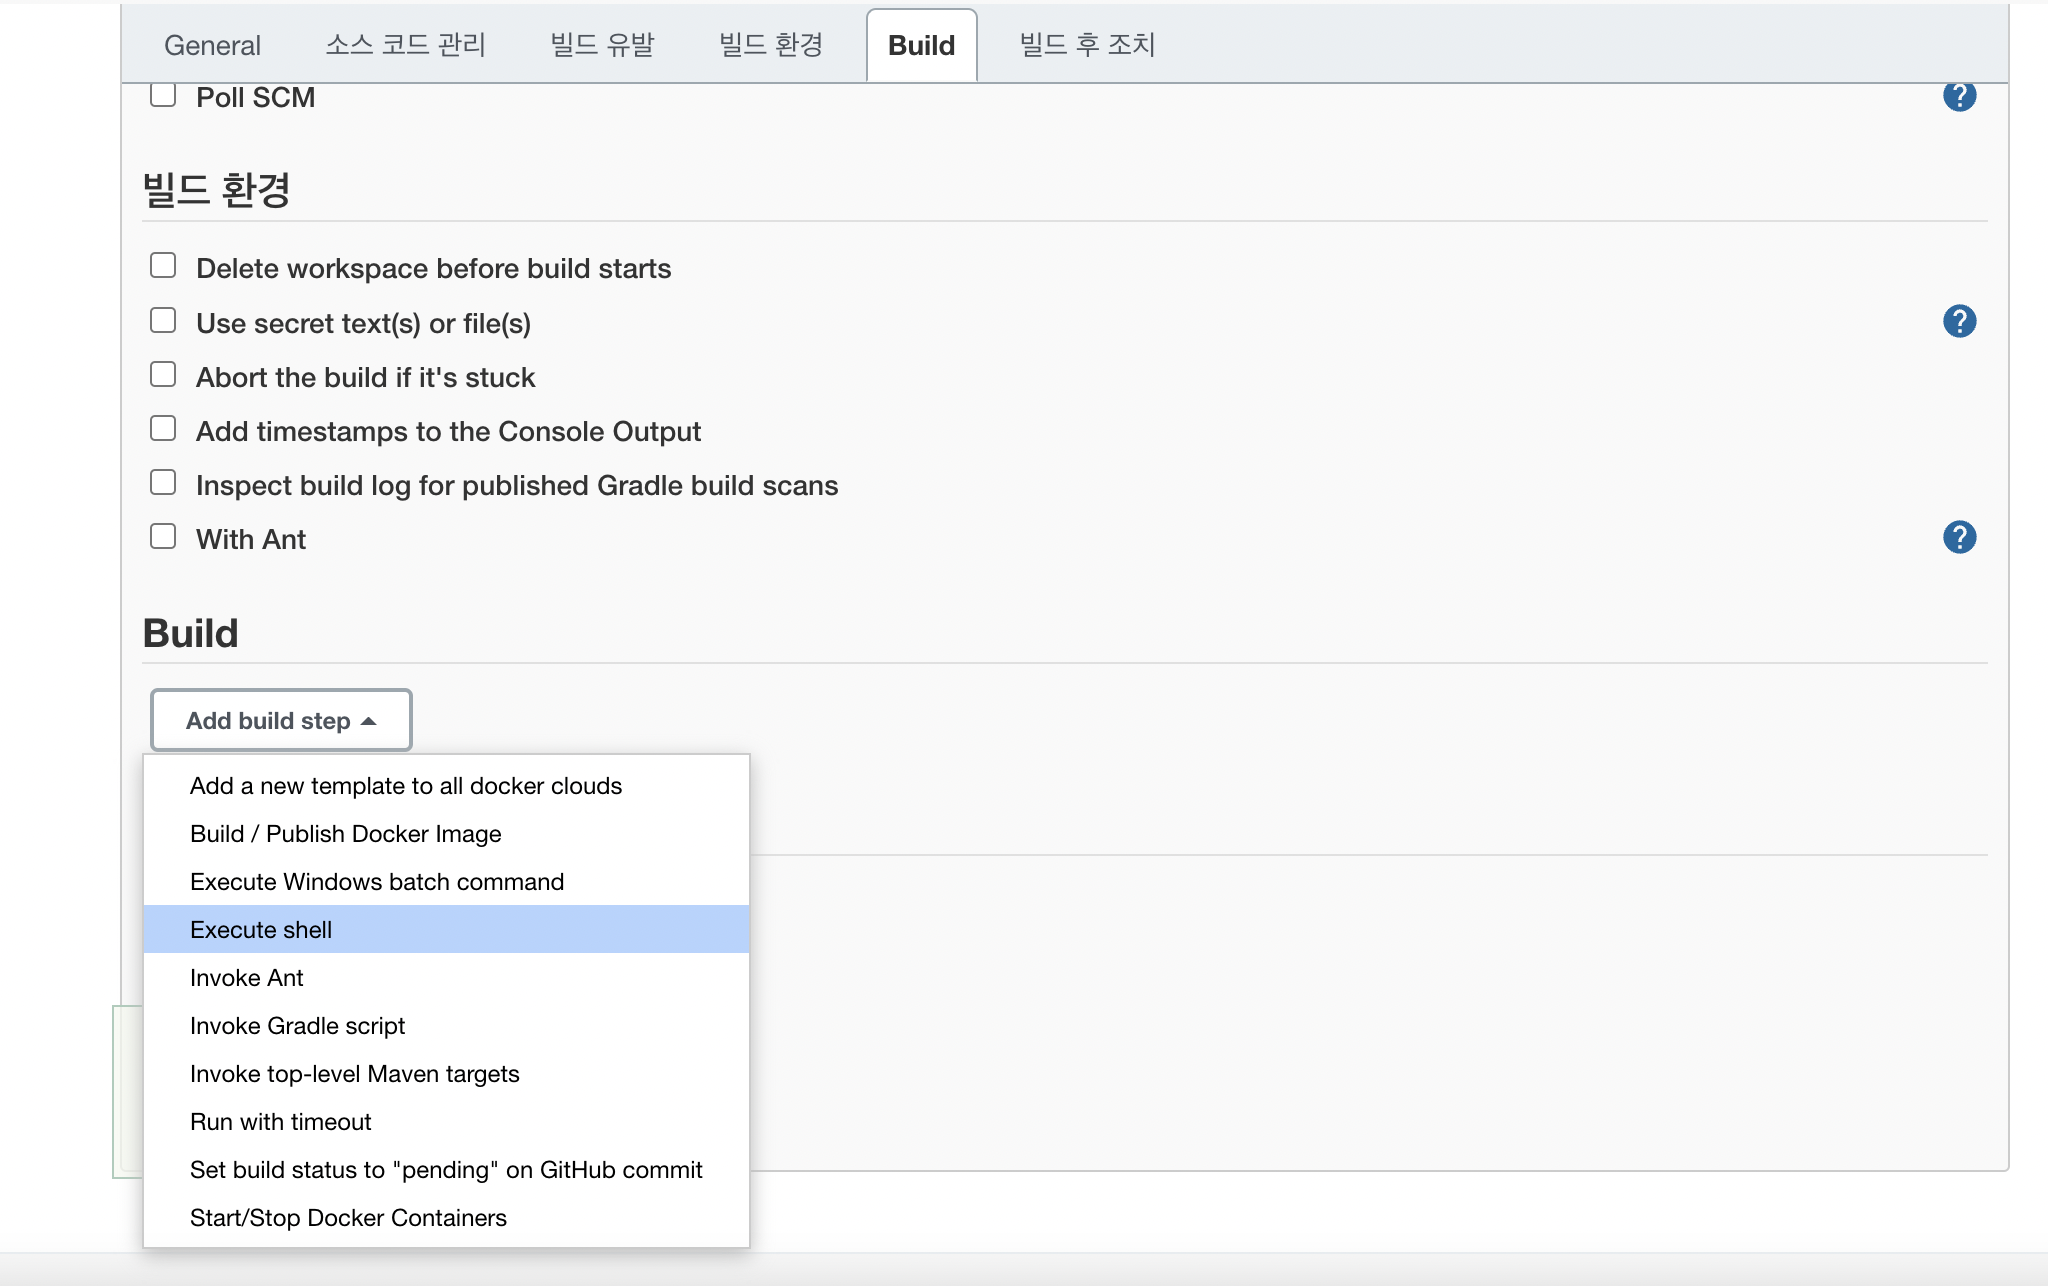 General 소스 코드 관리 빌드 유발 빌드 환경 Build 빌드 후 조치
Poll SCM ?
빌드 환경
Delete workspace before build starts
Use secret text(s) or file(s) ?
Abort the build if it's stuck
Add timestamps to the Console Output
Inspect build log for published Gradle build scans
With Ant ?
Build
Add build step
Add a new template to all docker clouds
Build / Publish Docker Image
Execute Windows batch command
Execute shell
Invoke Ant
Invoke Gradle script
Invoke top-level Maven targets
Run with timeout
Set build status to "pending" on GitHub commit
Start/Stop Docker Containers